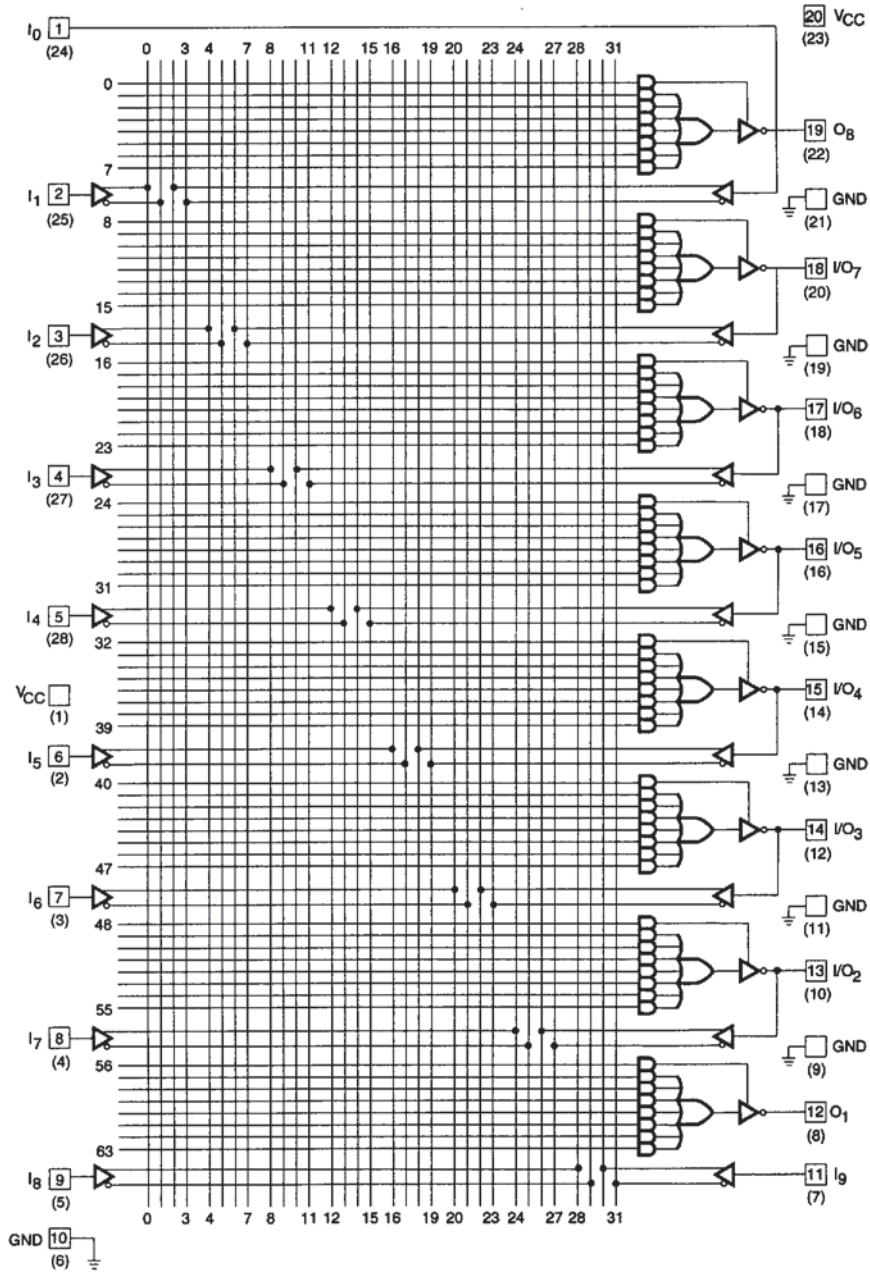 I0 1 20 VCC
(24) (23)
0 3 4 7 8 11 12 15 16 19 20 23 24 27 28 31
0
19 O8
(22)
7
I1 2 GND
(25) (21)
8
18 I/O7
(20)
15
I2 3 GND
(26) (19)
16
17 I/O6
(18)
23
I3 4 GND
(27) (17)
24
16 I/O5
(16)
31
I4 5 GND
(28) (15)
32
VCC 15 I/O4
(1) (14)
39
I5 6 GND
(2) (13)
40
14 I/O3
(12)
47
I6 7 GND
(3) (11)
48
13 I/O2
(10)
55
I7 8 GND
(4) (9)
56
12 O1
(8)
63
I8 9 11 I9
(5) (7)
0 3 4 7 8 11 12 15 16 19 20 23 24 27 28 31
GND 10
(6)